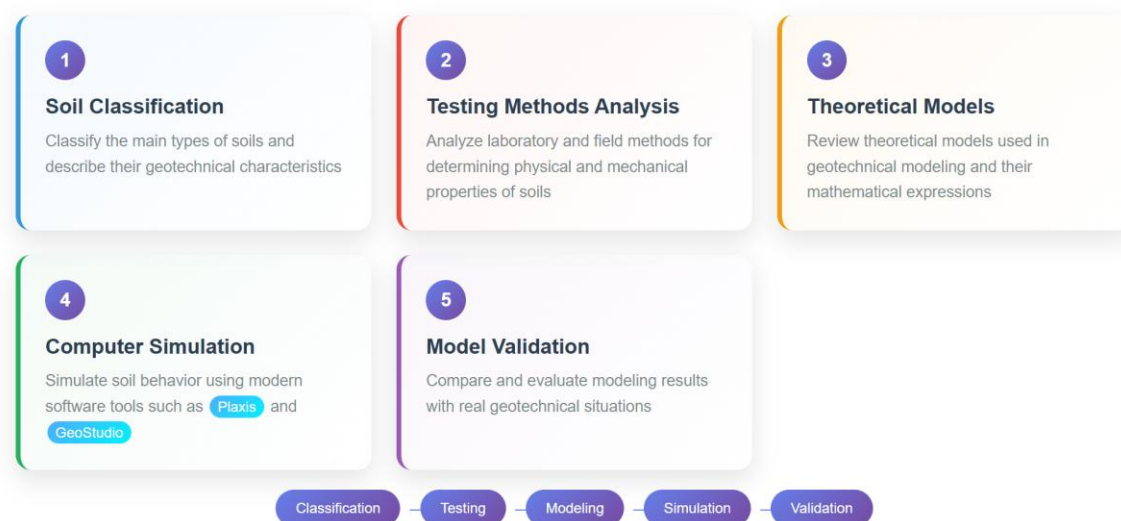 1
Soil Classification
Classify the main types of soils and
describe their geotechnical characteristics
2
Testing Methods Analysis
Analyze laboratory and field methods for
determining physical and mechanical
properties of soils
3
Theoretical Models
Review theoretical models used in
geotechnical modeling and their
mathematical expressions
4
Computer Simulation
Simulate soil behavior using modern
software tools such as Plaxis and
GeoStudio
5
Model Validation
Compare and evaluate modeling results
with real geotechnical situations
Classification Testing Modeling Simulation Validation